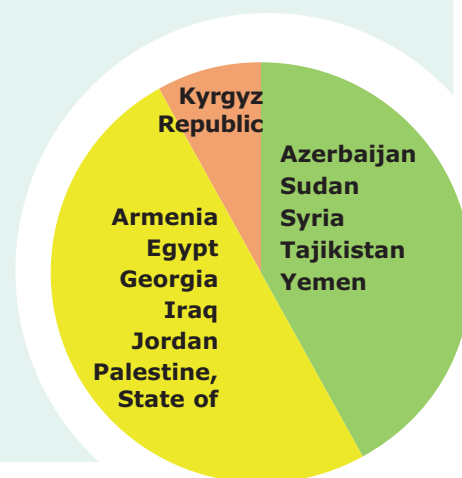 Kyrgyz
Republic
Azerbaijan
Sudan
Syria
Tajikistan
Yemen
Armenia
Egypt
Georgia
Iraq
Jordan
Palestine,
State of